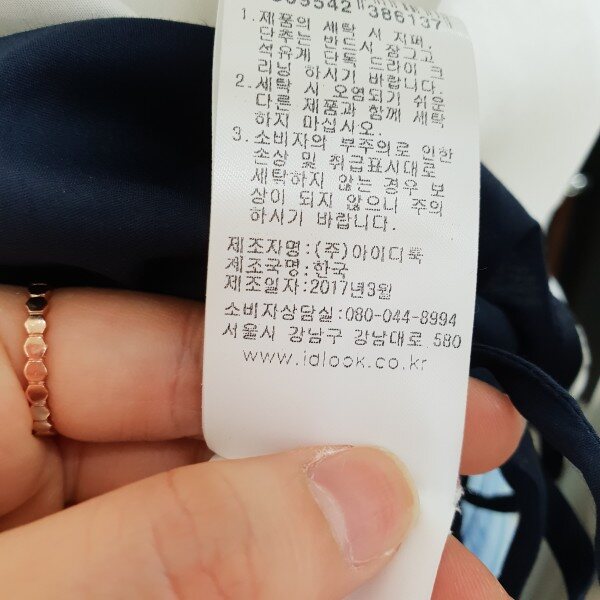 386137
1.제품의 세탁 시 지퍼,
단추는 반드시 잠그고
석유계 단독 드라이 크
리닝 하시기 바랍니다.
2.세탁 시 오염되기 쉬운
다른 제품과 함께 세탁
하지 마십시오.
3.소비자의 부주의로 인한
손상 및 취급표시대로
세탁하지 않는 경우 보
상이 되지 않으니 주의
하시기 바랍니다.
제조자명:(주)아이디룩
제조국명:한국
제조일자:2017년3월
소비자상담실:080-044-8994
서울시 강남구 강남대로 580
www.idlook.co.kr